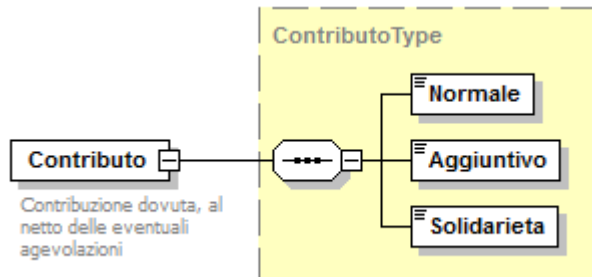 ContributoType
Normale
Contributo
Aggiuntivo
Contribuzione dovuta, al
netto delle eventuali
agevolazioni
Solidarieta